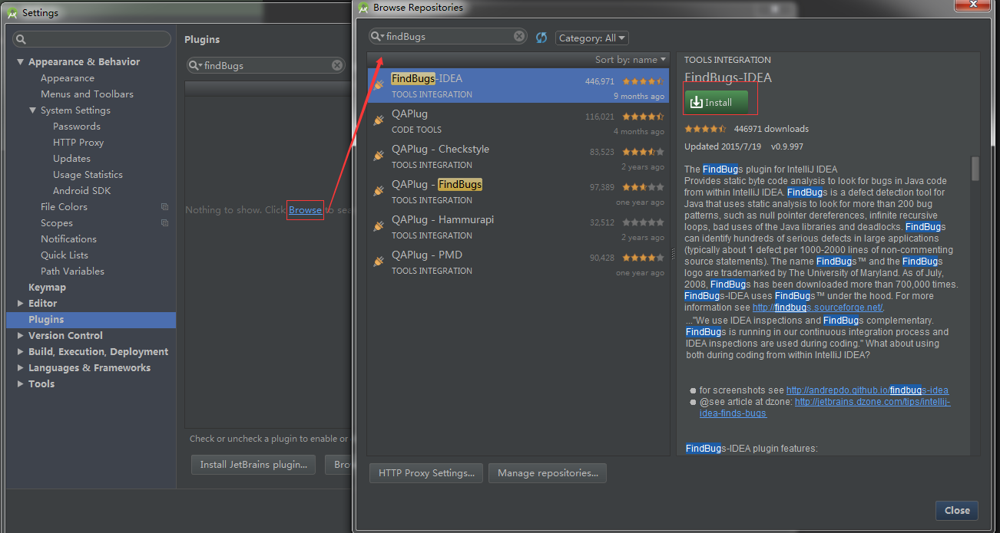 Settings
Appearance & Behavior
Appearance
Menus and Toolbars
System Settings
Passwords
HTTP Proxy
Updates
Usage Statistics
Android SDK
File Colors
Scopes
Notifications
Quick Lists
Path Variables
Keymap
Editor
Plugins
Version Control
Build, Execution, Deployment
Languages & Frameworks
Tools
Plugins
findBugs
Nothing to show. Click Browse to sea
Check or uncheck a plugin to enable or
Install JetBrains plugin...
Bro
Browse Repositories
findBugs
Category: All
Sort by: name
FindBugs-IDEA 446,971
TOOLS INTEGRATION 9 months ago
QAPlug 116,021
CODE TOOLS 4 months ago
QAPlug - Checkstyle 83,523
TOOLS INTEGRATION 2 years ago
QAPlug - FindBugs 97,389
TOOLS INTEGRATION one year ago
QAPlug - Hammurapi 32,512
TOOLS INTEGRATION 2 years ago
QAPlug - PMD 90,428
TOOLS INTEGRATION one year ago
HTTP Proxy Settings...
Manage repositories...
TOOLS INTEGRATION
FindBugs-IDEA
Install
446971 downloads
Updated 2015/7/19 v0.9.997
The FindBugs plugin for IntelliJ IDEA
Provides static byte code analysis to look for bugs in Java code
from within IntelliJ IDEA. FindBugs is a defect detection tool for
Java that uses static analysis to look for more than 200 bug
patterns, such as null pointer dereferences, infinite recursive
loops, bad uses of the Java libraries and deadlocks. FindBugs
can identify hundreds of serious defects in large applications
(typically about 1 defect per 1000-2000 lines of non-commenting
source statements). The name FindBugs™ and the FindBugs
logo are trademarked by The University of Maryland. As of July,
2008, FindBugs has been downloaded more than 700,000 times.
FindBugs-IDEA uses FindBugs™ under the hood. For more
information see http://findbugs.sourceforge.net/.
..."We use IDEA inspections and FindBugs complementary.
FindBugs is running in our continuous integration process and
IDEA inspections are used during coding." What about using
both during coding from within IntelliJ IDEA?
for screenshots see http://andrepdo.github.io/findbugs-idea
@see article at dzone: http://jetbrains.dzone.com/tips/intellij-
idea-finds-bugs
FindBugs-IDEA plugin features:
Close